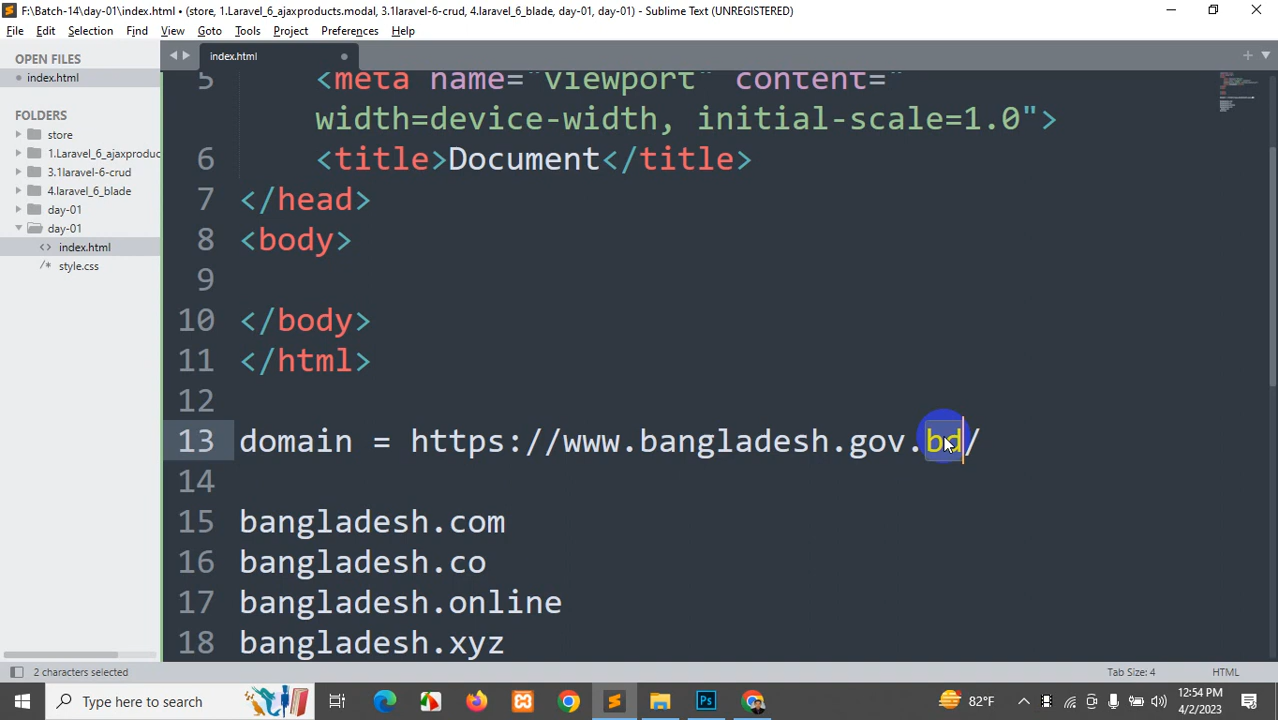 F:\Batch-14\day-01\index.html • (store, 1.Laravel_6_ajaxproducts.modal, 3.1laravel-6-crud, 4.laravel_6_blade, day-01, day-01) - Sublime Text (UNREGISTERED)
File Edit Selection Find View Goto Tools Project Preferences Help
OPEN FILES
index.html
FOLDERS
store
1.Laravel_6_ajaxproduc
3.1laravel-6-crud
4.laravel_6_blade
day-01
day-01
index.html
style.css
index.html
5 <meta name="viewport" content="
width=device-width, initial-scale=1.0">
6 <title>Document</title>
7 </head>
8 <body>
9
10 </body>
11 </html>
12
13 domain = https://www.bangladesh.gov.bd/
14
15 bangladesh.com
16 bangladesh.co
17 bangladesh.online
18 bangladesh.xyz
2 characters selected Tab Size: 4 HTML
Type here to search
82°F
12:54 PM
4/2/2023